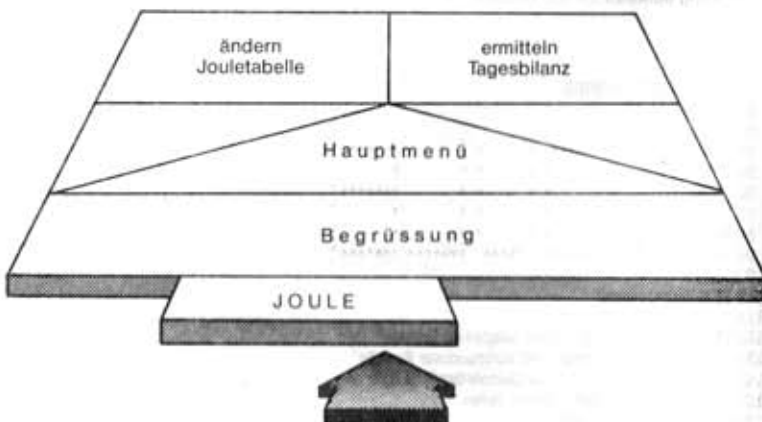 ändern
Jouletabelle
ermitteln
Tagesbilanz
Hauptmenü
Begrüssung
JOULE